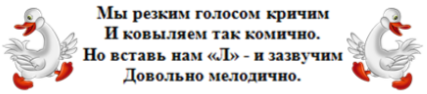 Мы резким голосом кричим
И ковыляем так комично.
Но вставь нам «Л» - и зазвучим
Довольно мелодично.